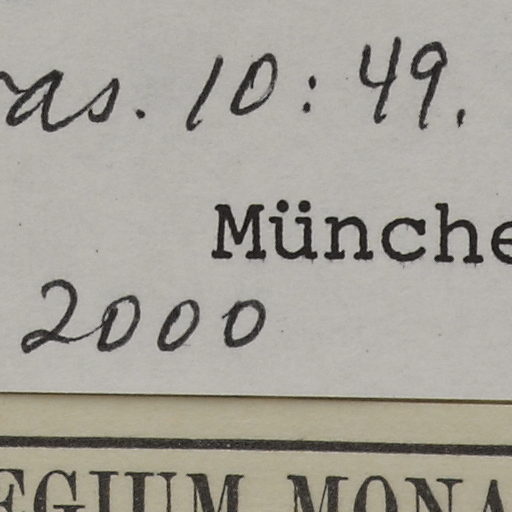 ras. 10: 49.
Münche
2000
EGIUM MONA